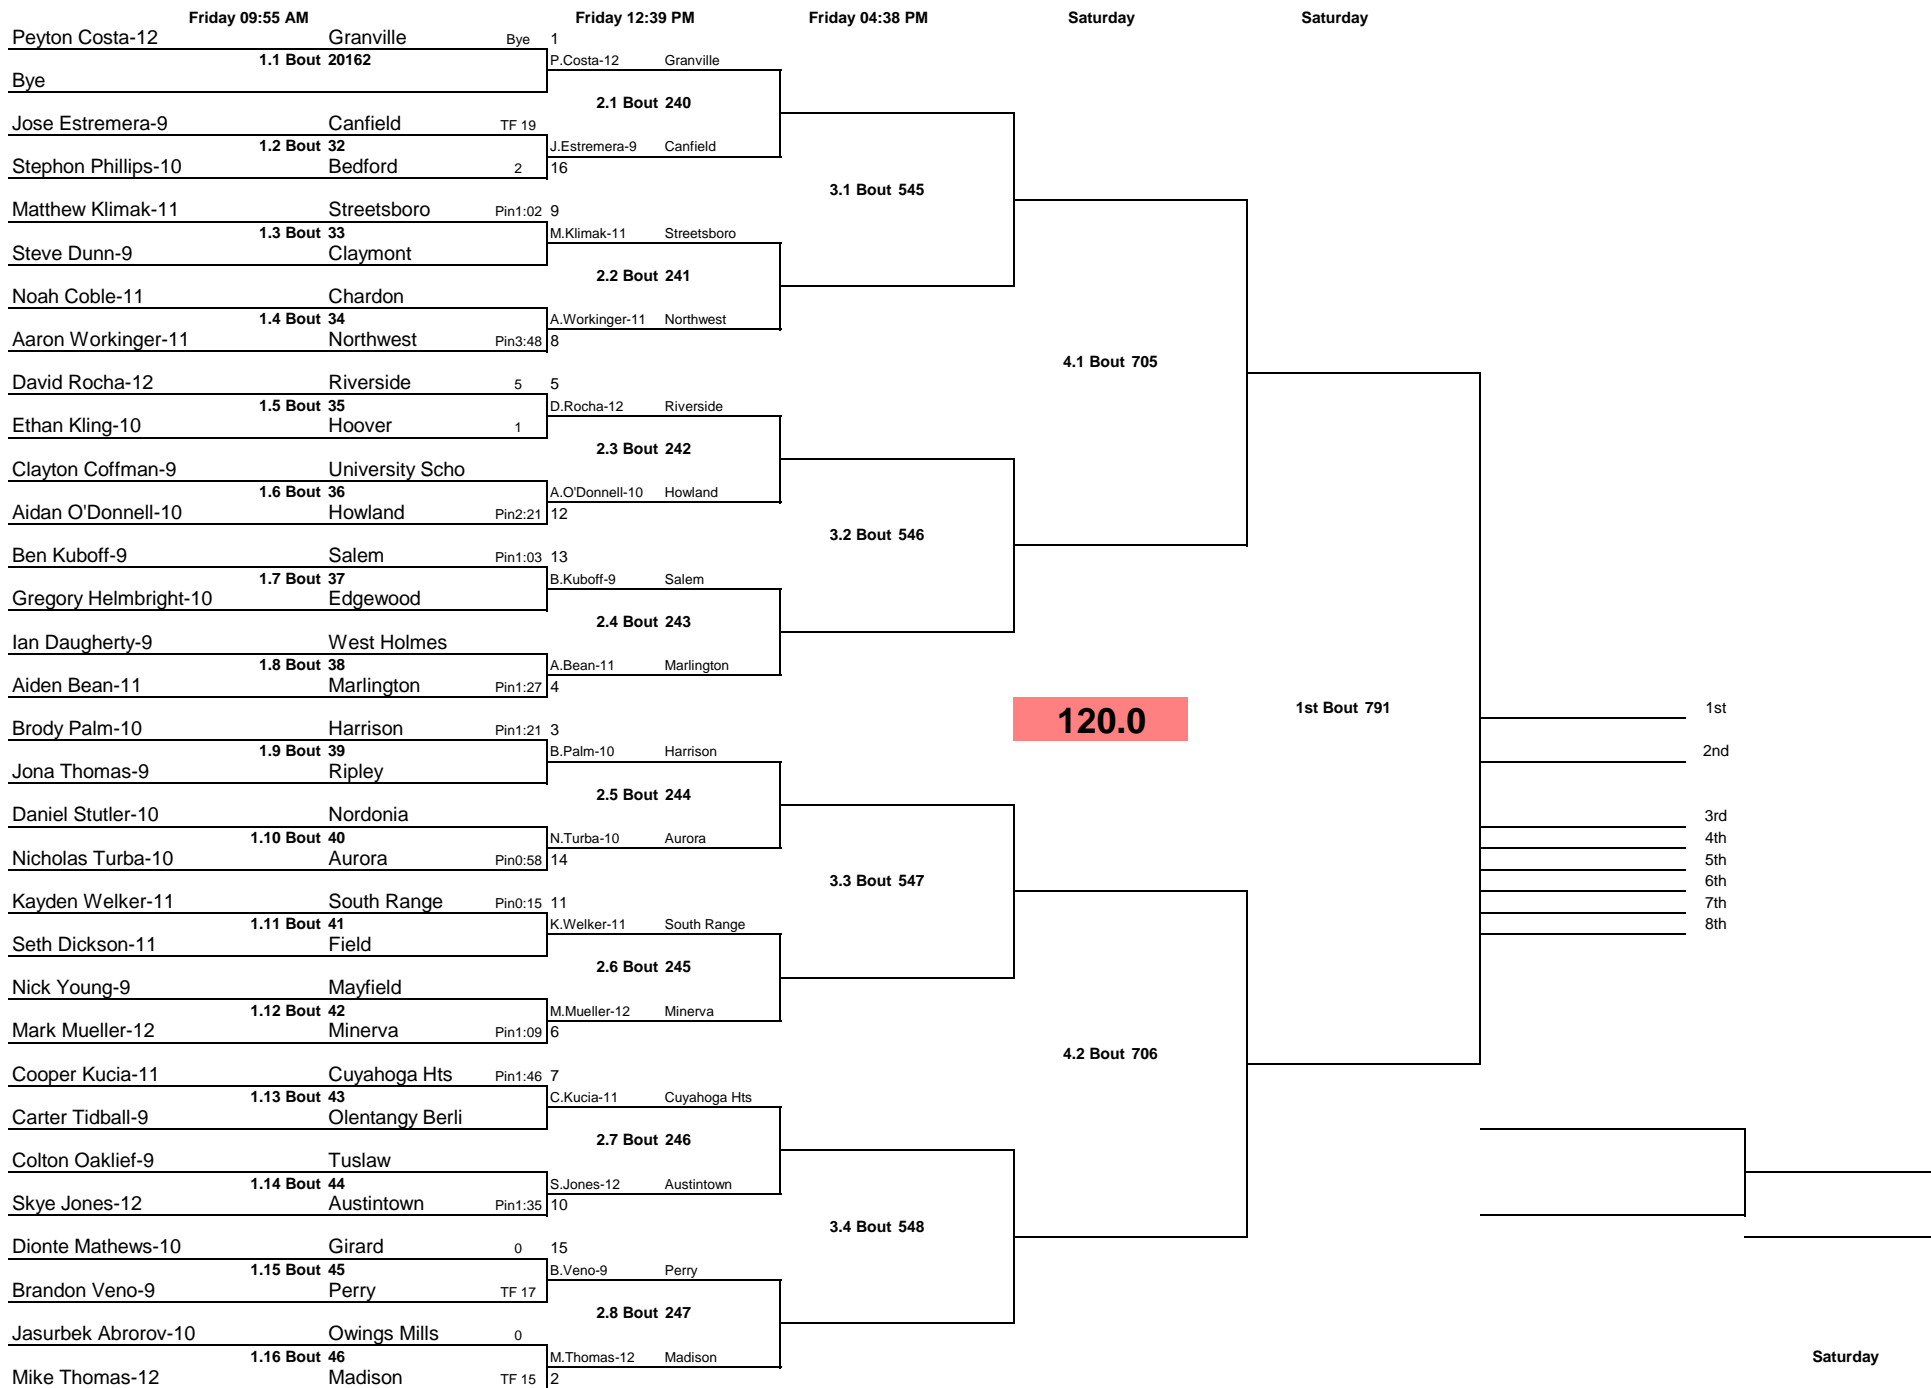 Friday 09:55 AM Friday 12:39 PM Friday 04:38 PM Saturday Saturday
Peyton Costa-12 Granville Bye 1
1.1 Bout 20162 P.Costa-12 Granville
Bye
2.1 Bout 240
Jose Estremera-9 Canfield TF 19
1.2 Bout 32 J.Estremera-9 Canfield
Stephon Phillips-10 Bedford 2 16
3.1 Bout 545
Matthew Klimak-11 Streetsboro Pin1:02 9
1.3 Bout 33 M.Klimak-11 Streetsboro
Steve Dunn-9 Claymont
2.2 Bout 241
Noah Coble-11 Chardon
1.4 Bout 34 A.Workinger-11 Northwest
Aaron Workinger-11 Northwest Pin3:48 8
4.1 Bout 705
David Rocha-12 Riverside 5 5
1.5 Bout 35 D.Rocha-12 Riverside
Ethan Kling-10 Hoover 1
2.3 Bout 242
Clayton Coffman-9 University Scho
1.6 Bout 36 A.O'Donnell-10 Howland
Aidan O'Donnell-10 Howland Pin2:21 12
3.2 Bout 546
Ben Kuboff-9 Salem Pin1:03 13
1.7 Bout 37 B.Kuboff-9 Salem
Gregory Helmbright-10 Edgewood
2.4 Bout 243
Ian Daugherty-9 West Holmes
1.8 Bout 38 A.Bean-11 Marlington
Aiden Bean-11 Marlington Pin1:27 4
120.0 1st Bout 791 1st
Brody Palm-10 Harrison Pin1:21 3
1.9 Bout 39 B.Palm-10 Harrison 2nd
Jona Thomas-9 Ripley
2.5 Bout 244
Daniel Stutler-10 Nordonia 3rd
1.10 Bout 40 N.Turba-10 Aurora 4th
Nicholas Turba-10 Aurora Pin0:58 14 5th
3.3 Bout 547 6th
Kayden Welker-11 South Range Pin0:15 11 7th
1.11 Bout 41 K.Welker-11 South Range 8th
Seth Dickson-11 Field
2.6 Bout 245
Nick Young-9 Mayfield
1.12 Bout 42 M.Mueller-12 Minerva
Mark Mueller-12 Minerva Pin1:09 6
4.2 Bout 706
Cooper Kucia-11 Cuyahoga Hts Pin1:46 7
1.13 Bout 43 C.Kucia-11 Cuyahoga Hts
Carter Tidball-9 Olentangy Berli
2.7 Bout 246
Colton Oaklief-9 Tuslaw
1.14 Bout 44 S.Jones-12 Austintown
Skye Jones-12 Austintown Pin1:35 10
3.4 Bout 548
Dionte Mathews-10 Girard 0 15
1.15 Bout 45 B.Veno-9 Perry
Brandon Veno-9 Perry TF 17
2.8 Bout 247
Jasurbek Abrorov-10 Owings Mills 0
1.16 Bout 46 M.Thomas-12 Madison Saturday
Mike Thomas-12 Madison TF 15 2